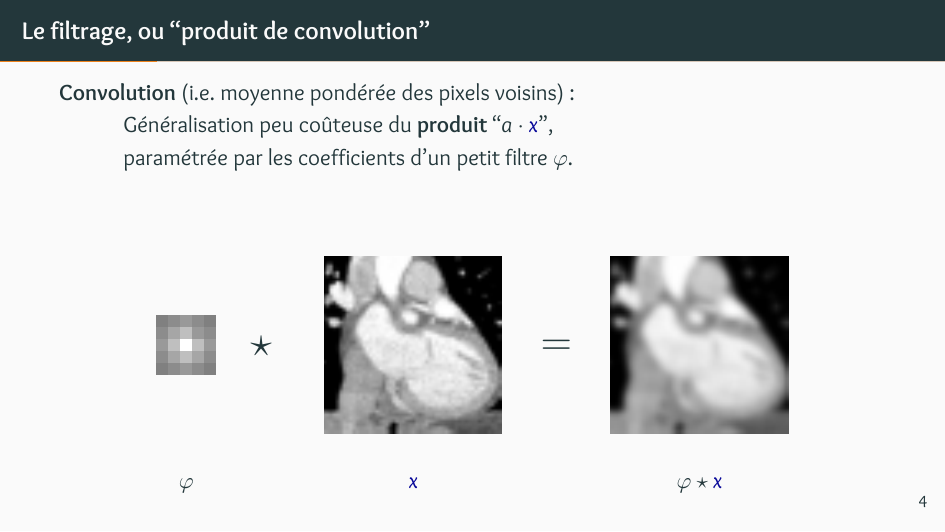 Le filtrage, ou “produit de convolution”
Convolution (i.e. moyenne pondérée des pixels voisins) :
Généralisation peu coûteuse du produit “a · x”,
paramétrée par les coefficients d’un petit filtre φ.
⋆ =
φ x φ ⋆ x
4